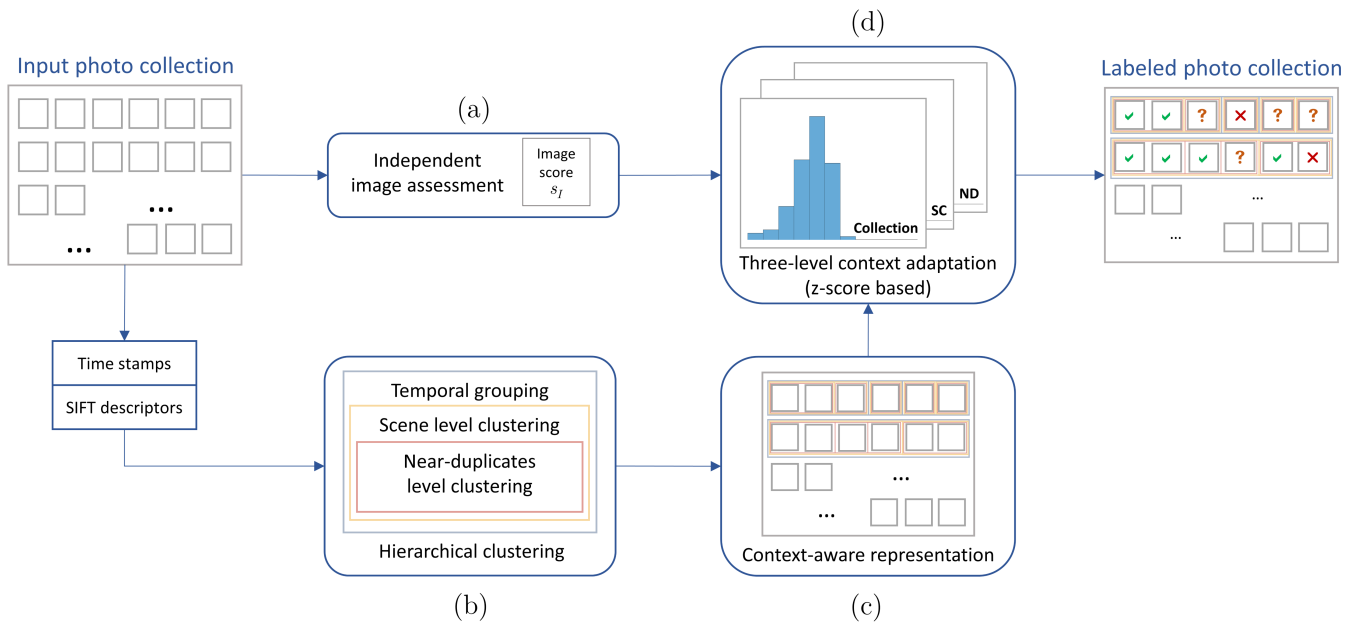 (d)
Input photo collection
Labeled photo collection
(a)
Independent
image assessment
Image
score
s_I
ND
SC
Collection
Three-level context adaptation
(z-score based)
✓ ✓ ? ✕ ? ?
✓ ✓ ✓ ? ✓ ✕
...
...
...
...
Time stamps
SIFT descriptors
Temporal grouping
Scene level clustering
Near-duplicates
level clustering
Hierarchical clustering
...
...
Context-aware representation
(b)
(c)